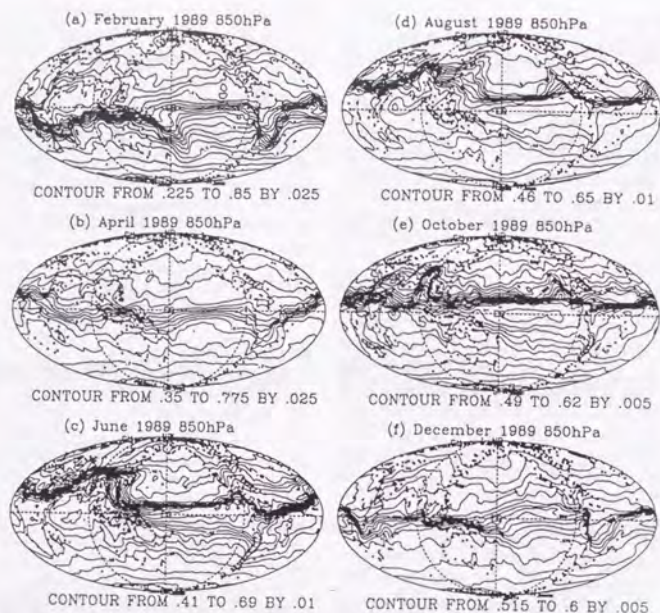 (a) February 1989 850hPa
CONTOUR FROM .225 TO .85 BY .025
(b) April 1989 850hPa
CONTOUR FROM .35 TO .775 BY .025
(c) June 1989 850hPa
CONTOUR FROM .41 TO .69 BY .01
(d) August 1989 850hPa
CONTOUR FROM .46 TO .65 BY .01
(e) October 1989 850hPa
CONTOUR FROM .49 TO .62 BY .005
(f) December 1989 850hPa
CONTOUR FROM .515 TO .6 BY .005